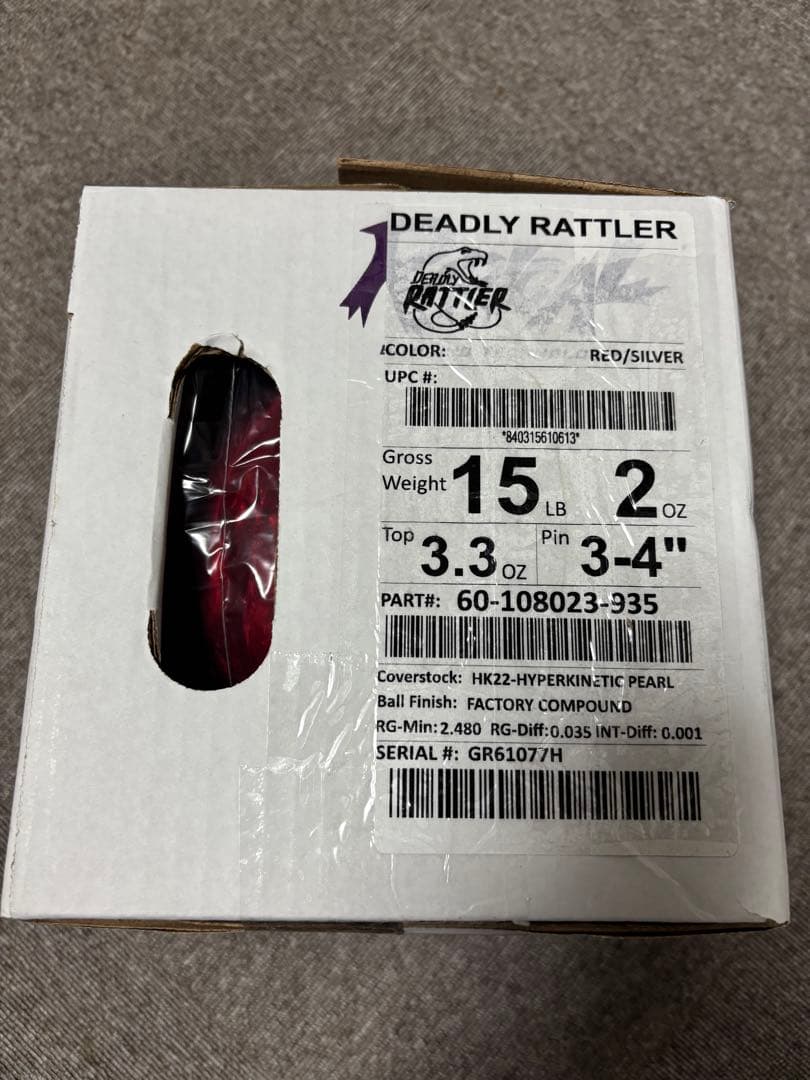 DEADLY RATTLER
DEADLY
RATTLER
COLOR: RED/SILVER
UPC #:
*840315610613*
Gross Weight 15 LB 2 OZ
Top 3.3 OZ Pin 3-4"
PART#: 60-108023-935
Coverstock: HK22-HYPERKINETIC PEARL
Ball Finish: FACTORY COMPOUND
RG-Min: 2.480 RG-Diff: 0.035 INT-Diff: 0.001
SERIAL #: GR61077H